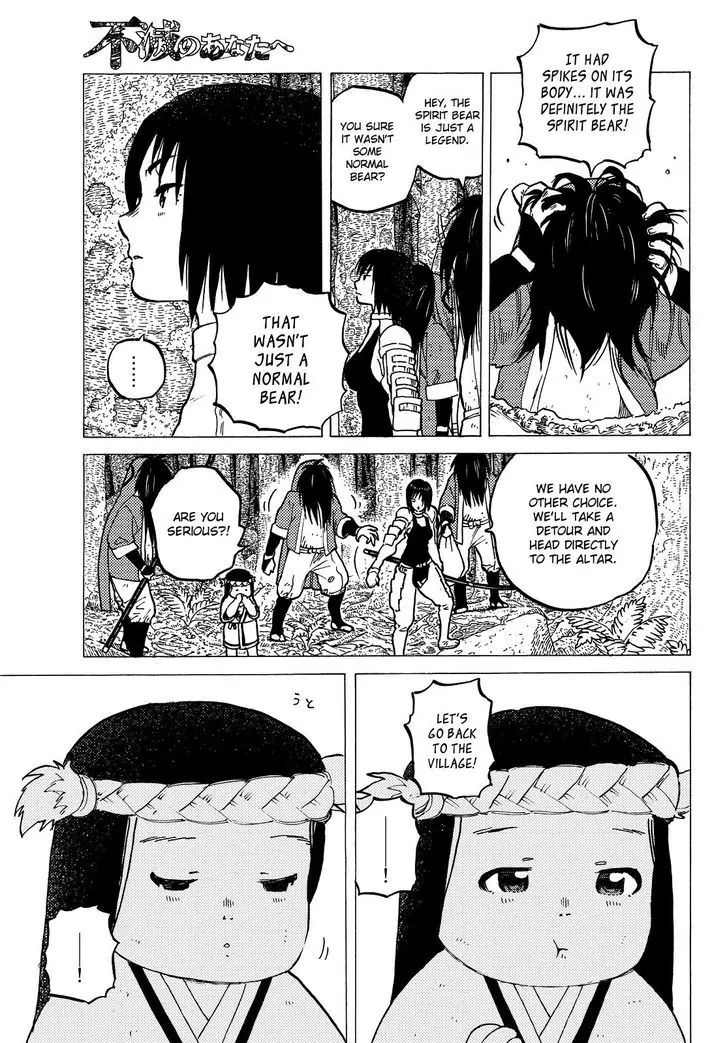 不滅のあなたへ
IT HAD
SPIKES ON ITS
BODY... IT WAS
DEFINITELY THE
SPIRIT BEAR!
HEY, THE
SPIRIT BEAR
IS JUST A
LEGEND.
YOU SURE
IT WASN'T
SOME
NORMAL
BEAR?
THAT
WASN'T
JUST A
NORMAL
BEAR!
......
WE HAVE NO
OTHER CHOICE.
WE'LL TAKE A
DETOUR AND
HEAD DIRECTLY
TO THE ALTAR.
ARE YOU
SERIOUS?!
LET'S
GO BACK
TO THE
VILLAGE!
!
うと
!